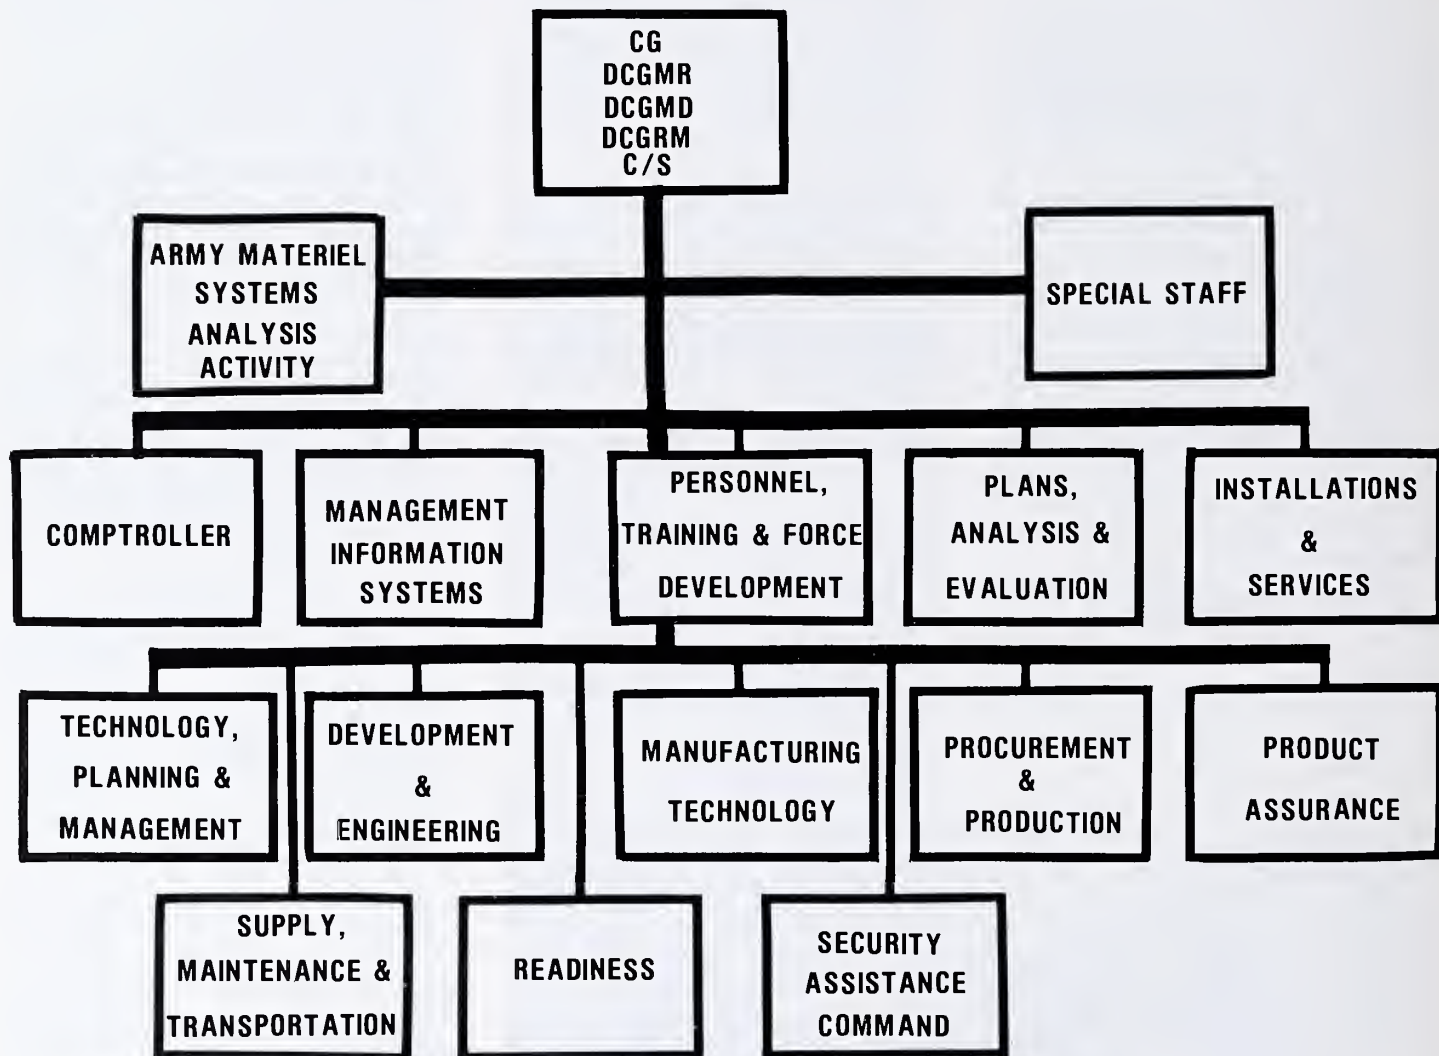 CG
DCGMR
DCGMD
DCGRM
C/S
ARMY MATERIEL
SYSTEMS
ANALYSIS
ACTIVITY
SPECIAL STAFF
COMPTROLLER
MANAGEMENT
INFORMATION
SYSTEMS
PERSONNEL,
TRAINING & FORCE
DEVELOPMENT
PLANS,
ANALYSIS &
EVALUATION
INSTALLATIONS
&
SERVICES
TECHNOLOGY,
PLANNING &
MANAGEMENT
DEVELOPMENT
&
ENGINEERING
MANUFACTURING
TECHNOLOGY
PROCUREMENT
&
PRODUCTION
PRODUCT
ASSURANCE
SUPPLY,
MAINTENANCE &
TRANSPORTATION
READINESS
SECURITY
ASSISTANCE
COMMAND